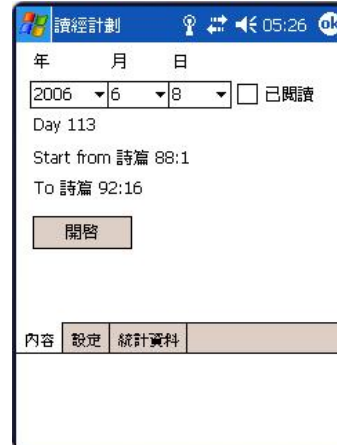 讀經計劃 05:26 ok
年 月 日
2006 6 8 已閱讀
Day 113
Start from 詩篇 88:1
To 詩篇 92:16
開啓
內容 設定 統計資料